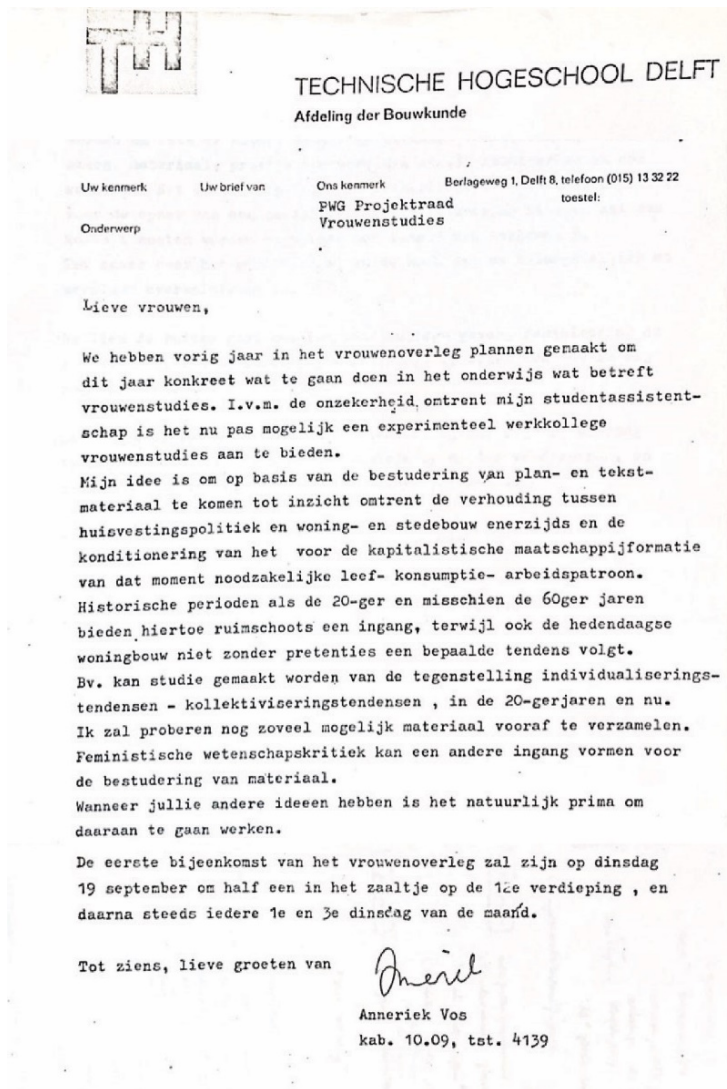 TH
TECHNISCHE HOGESCHOOL DELFT
Afdeling der Bouwkunde
Uw kenmerk Uw brief van Ons kenmerk Berlageweg 1, Delft 8, telefoon (015) 13 32 22
toestel:
PWG Projektraad
Vrouwenstudies
Onderwerp
Lieve vrouwen,
We hebben vorig jaar in het vrouwenoverleg plannen gemaakt om
dit jaar konkreet wat te gaan doen in het onderwijs wat betreft
vrouwenstudies. I.v.m. de onzekerheid omtrent mijn studentassistent-
schap is het nu pas mogelijk een experimenteel werkkollege
vrouwenstudies aan te bieden.
Mijn idee is om op basis van de bestudering van plan- en tekst-
materiaal te komen tot inzicht omtrent de verhouding tussen
huisvestingspolitiek en woning- en stedebouw enerzijds en de
konditionering van het voor de kapitalistische maatschappijformatie
van dat moment noodzakelijke leef- konsumptie- arbeidspatroon.
Historische perioden als de 20-ger en misschien de 60ger jaren
bieden hiertoe ruimschoots een ingang, terwijl ook de hedendaagse
woningbouw niet zonder pretenties een bepaalde tendens volgt.
Bv. kan studie gemaakt worden van de tegenstelling individualiserings-
tendensen - kollektiviseringstendensen , in de 20-gerjaren en nu.
Ik zal proberen nog zoveel mogelijk materiaal vooraf te verzamelen.
Feministische wetenschapskritiek kan een andere ingang vormen voor
de bestudering van materiaal.
Wanneer jullie andere ideeen hebben is het natuurlijk prima om
daaraan te gaan werken.
De eerste bijeenkomst van het vrouwenoverleg zal zijn op dinsdag
19 september om half een in het zaaltje op de 12e verdieping , en
daarna steeds iedere 1e en 3e dinsdag van de maand.
Tot ziens, lieve groeten van
Anneriek Vos
kab. 10.09, tst. 4139